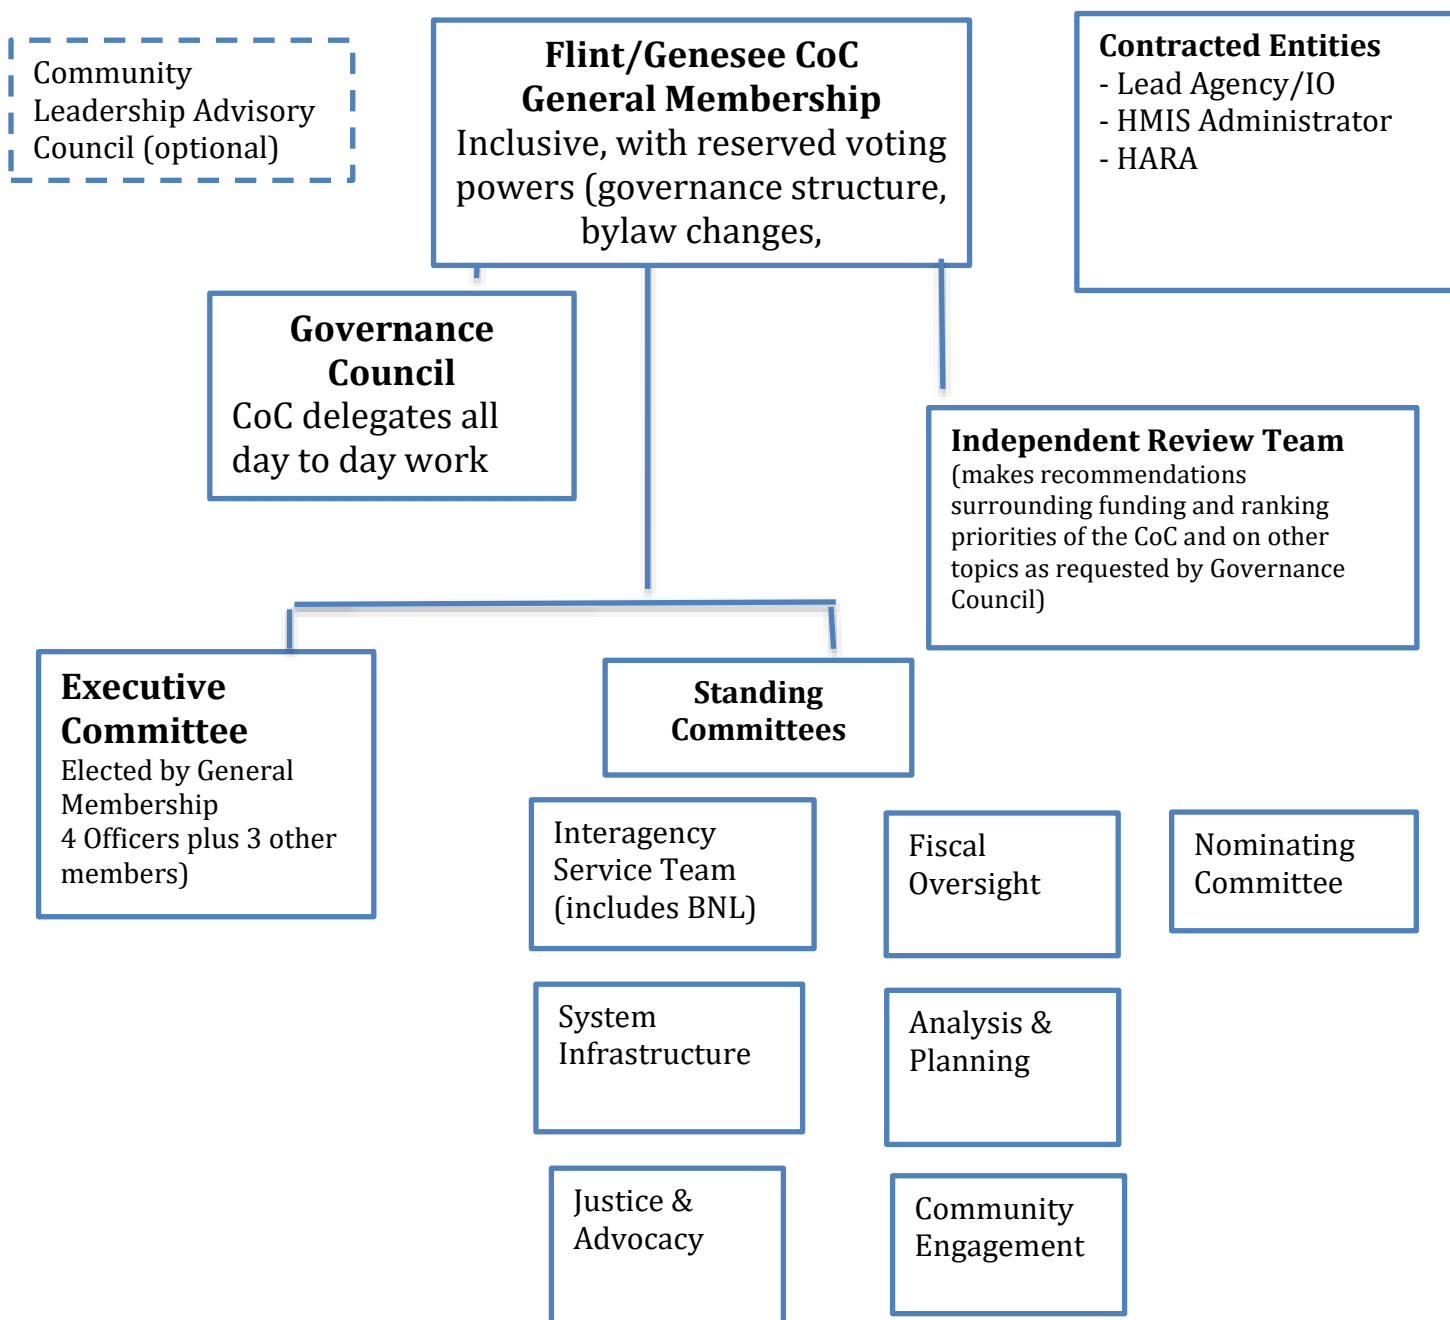 Community
Leadership Advisory
Council (optional)
Flint/Genesee CoC
General Membership
Inclusive, with reserved voting
powers (governance structure,
bylaw changes,
Contracted Entities
- Lead Agency/IO
- HMIS Administrator
- HARA
Governance
Council
CoC delegates all
day to day work
Independent Review Team
(makes recommendations
surrounding funding and ranking
priorities of the CoC and on other
topics as requested by Governance
Council)
Executive
Committee
Elected by General
Membership
4 Officers plus 3 other
members)
Standing
Committees
Interagency
Service Team
(includes BNL)
Fiscal
Oversight
Nominating
Committee
System
Infrastructure
Analysis &
Planning
Justice &
Advocacy
Community
Engagement